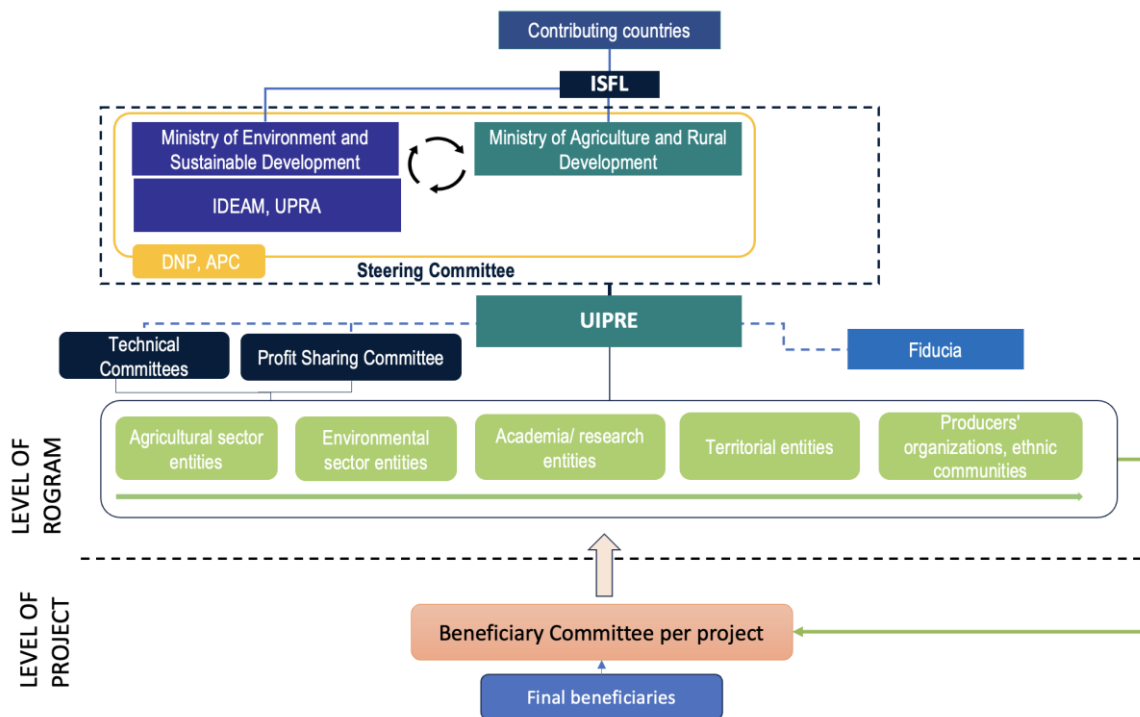 Contributing countries
ISFL
Ministry of Environment and
Sustainable Development
Ministry of Agriculture and Rural
Development
IDEAM, UPRA
DNP, APC
Steering Committee
UIPRE
Technical
Committees
Profit Sharing Committee
Fiducia
LEVEL OF
ROGRAM
Agricultural sector
entities
Environmental
sector entities
Academia/ research
entities
Territorial entities
Producers'
organizations, ethnic
communities
LEVEL OF
PROJECT
Beneficiary Committee per project
Final beneficiaries